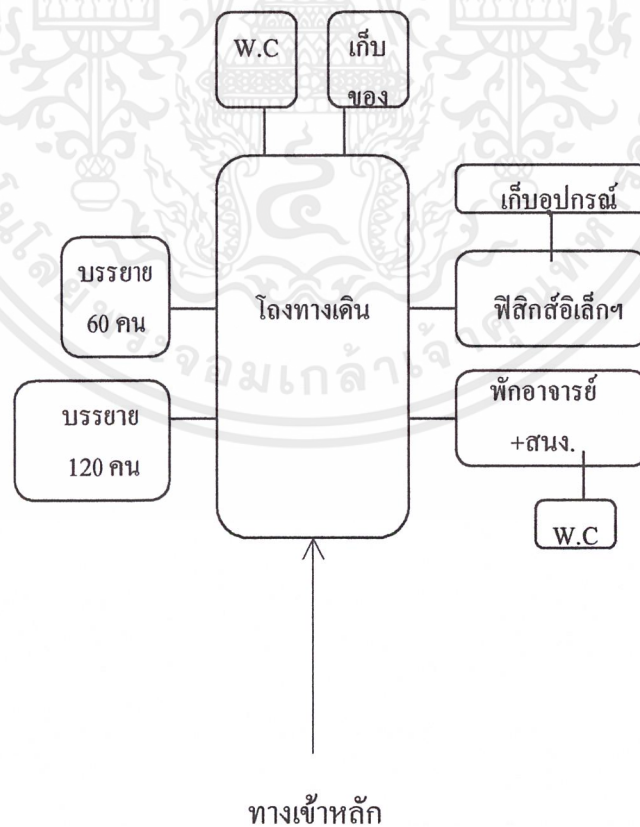 W.C
เก็บ
ของ
เก็บอุปกรณ์
บรรยาย
60 คน
โถงทางเดิน
ฟิสิกส์อิเล็กฯ
บรรยาย
120 คน
พักอาจารย์
+สนง.
W.C
ทางเข้าหลัก